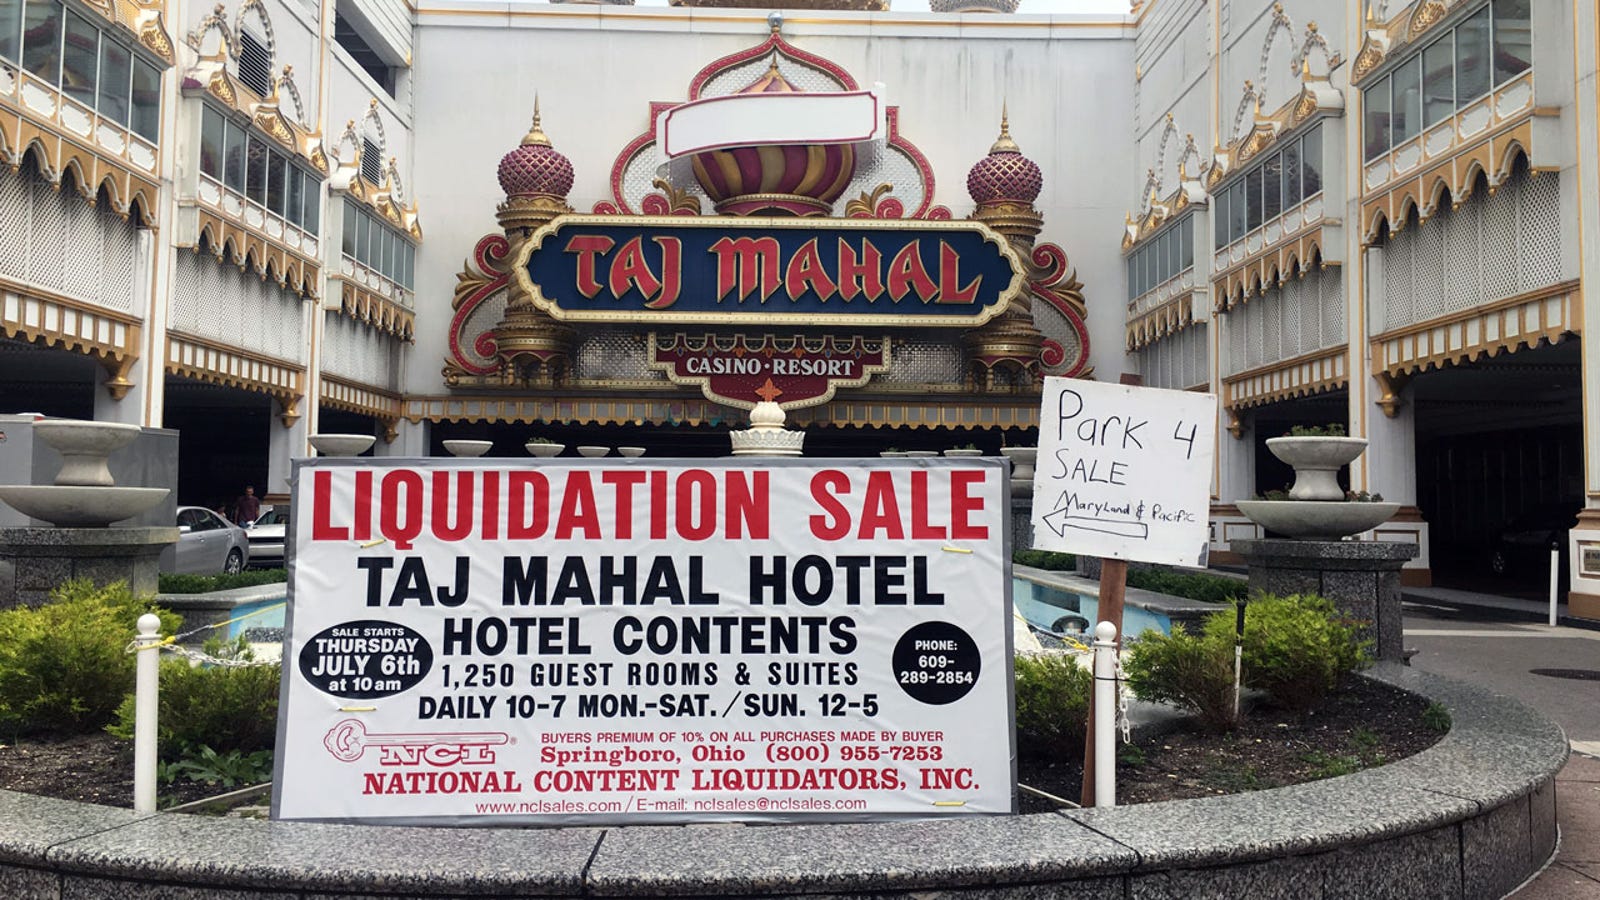 TAJ MAHAL
CASINO • RESORT
Park 4
SALE
Maryland & Pacific
LIQUIDATION SALE
TAJ MAHAL HOTEL
HOTEL CONTENTS
1,250 GUEST ROOMS & SUITES
DAILY 10-7 MON.-SAT. / SUN. 12-5
SALE STARTS
THURSDAY
JULY 6th
at 10 am
PHONE:
609-
289-2854
NCL®
BUYERS PREMIUM OF 10% ON ALL PURCHASES MADE BY BUYER
Springboro, Ohio (800) 955-7253
NATIONAL CONTENT LIQUIDATORS, INC.
www.nclsales.com / E-mail: nclsales@nclsales.com